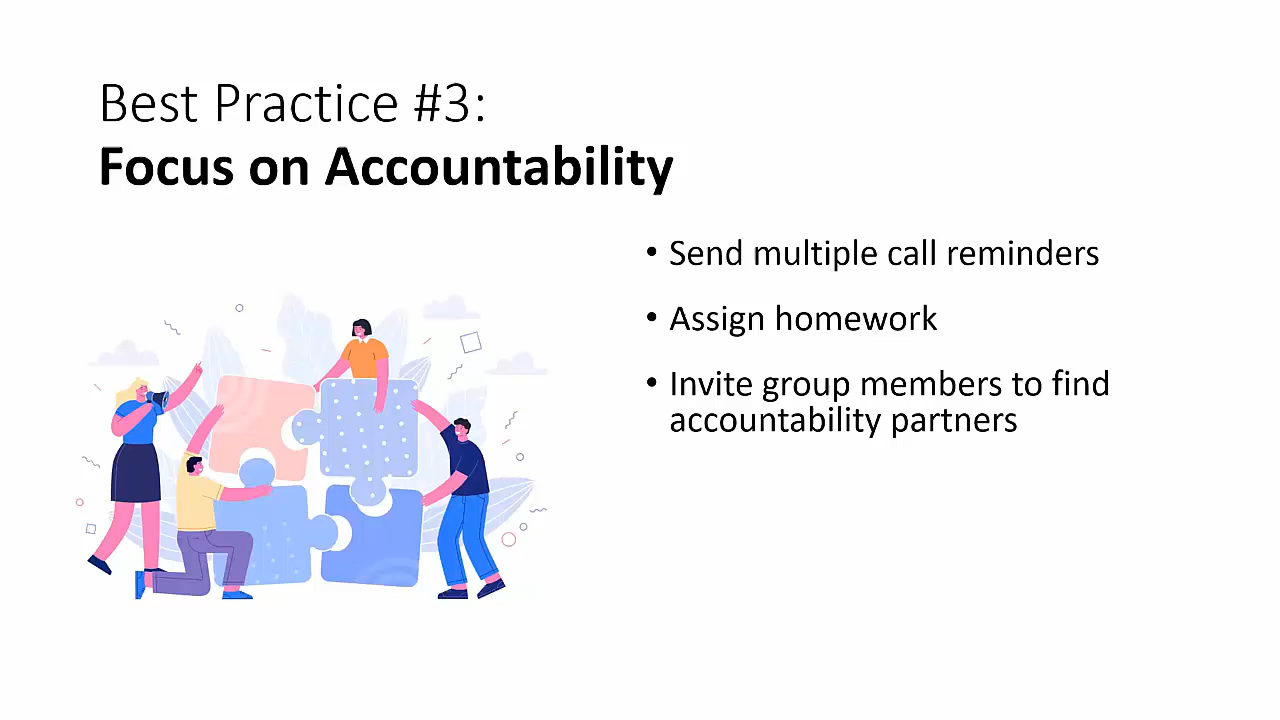 Best Practice #3:
Focus on Accountability
• Send multiple call reminders
• Assign homework
• Invite group members to find
accountability partners